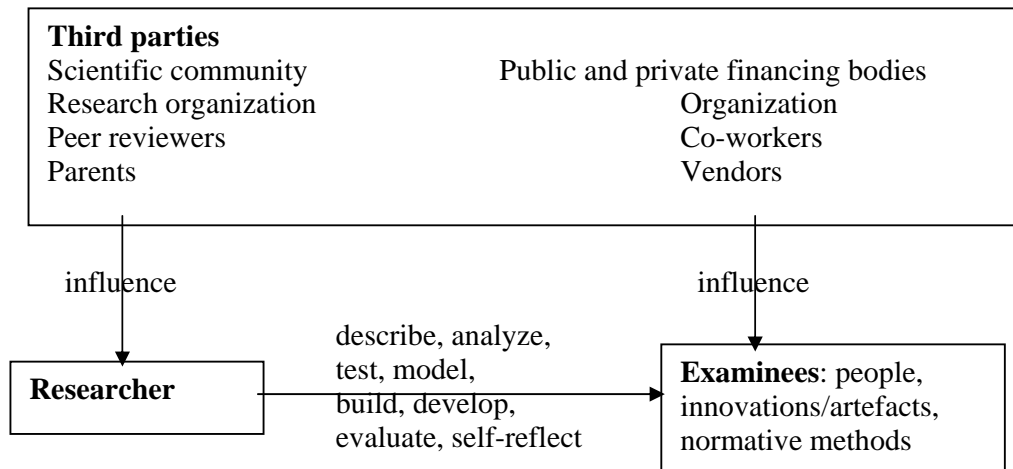 Third parties
Scientific community Public and private financing bodies
Research organization Organization
Peer reviewers Co-workers
Parents Vendors
influence influence
describe, analyze,
test, model,
build, develop,
evaluate, self-reflect
Researcher
Examinees: people,
innovations/artefacts,
normative methods